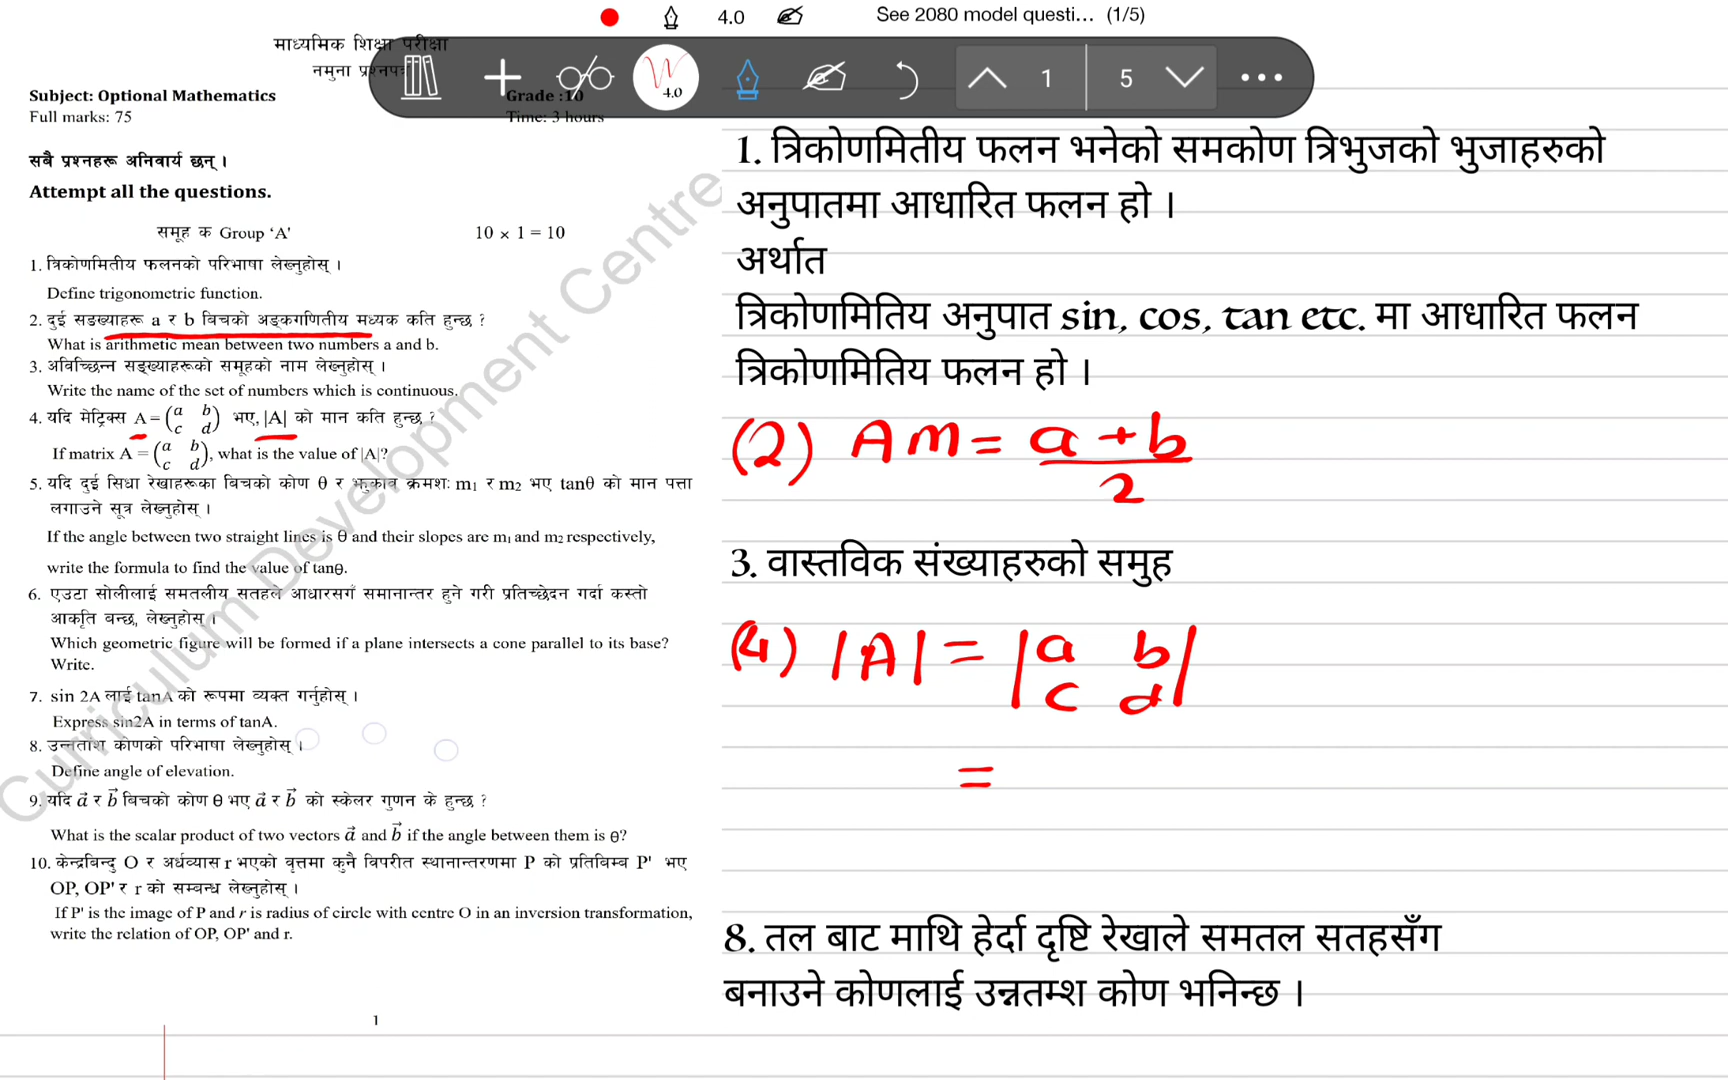 See 2080 model questi... (1/5)
4.0
माध्यमिक शिक्षा परीक्षा
नमुना प्रश्नपत्र
4.0
1
5
Subject: Optional Mathematics
Grade :10
Full marks: 75
Time: 3 hours
सबै प्रश्नहरू अनिवार्य छन् ।
Attempt all the questions.
समूह क Group ‘A’
10 × 1 = 10
1. त्रिकोणमितीय फलनको परिभाषा लेख्नुहोस् ।
Define trigonometric function.
2. दुई सङख्याहरू a र b बिचको अङ्कगणितीय मध्यक कति हुन्छ ?
What is arithmetic mean between two numbers a and b.
3. अविच्छिन्न सङ्ख्याहरूको समूहको नाम लेख्नुहोस् ।
Write the name of the set of numbers which is continuous.
4. यदि मेट्रिक्स A = (a b
c d) भए, |A| को मान कति हुन्छ ?
If matrix A = (a b
c d), what is the value of |A|?
5. यदि दुई सिधा रेखाहरूका बिचको कोण θ र झुकाव क्रमश: m₁ र m₂ भए tanθ को मान पत्ता
लगाउने सूत्र लेख्नुहोस् ।
If the angle between two straight lines is θ and their slopes are m₁ and m₂ respectively,
write the formula to find the value of tanθ.
6. एउटा सोलीलाई समतलीय सतहले आधारसगँ समानान्तर हुने गरी प्रतिच्छेदन गर्दा कस्तो
आकृति बन्छ, लेख्नुहोस् ।
Which geometric figure will be formed if a plane intersects a cone parallel to its base?
Write.
7. sin 2A लाई tanA को रूपमा व्यक्त गर्नुहोस् ।
Express sin2A in terms of tanA.
8. उन्नतांश कोणको परिभाषा लेख्नुहोस् ।
Define angle of elevation.
9. यदि a⃗ र b⃗ बिचको कोण θ भए a⃗ र b⃗ को स्केलर गुणन के हुन्छ ?
What is the scalar product of two vectors a⃗ and b⃗ if the angle between them is θ?
10. केन्द्रबिन्दु O र अर्धव्यास r भएको वृत्तमा कुनै विपरीत स्थानान्तरणमा P को प्रतिबिम्ब P' भए
OP, OP' र r को सम्बन्ध लेख्नुहोस् ।
If P' is the image of P and r is radius of circle with centre O in an inversion transformation,
write the relation of OP, OP' and r.
1
Curriculum Development Centre
1. त्रिकोणमितीय फलन भनेको समकोण त्रिभुजको भुजाहरुको
अनुपातमा आधारित फलन हो ।
अर्थात
त्रिकोणमितिय अनुपात sin, cos, tan etc. मा आधारित फलन
त्रिकोणमितिय फलन हो ।
(2) AM = a + b
2
3. वास्तविक संख्याहरुको समुह
(4) |A| = |a b
c d|
=
8. तल बाट माथि हेर्दा दृष्टि रेखाले समतल सतहसँग
बनाउने कोणलाई उन्नतम्श कोण भनिन्छ ।